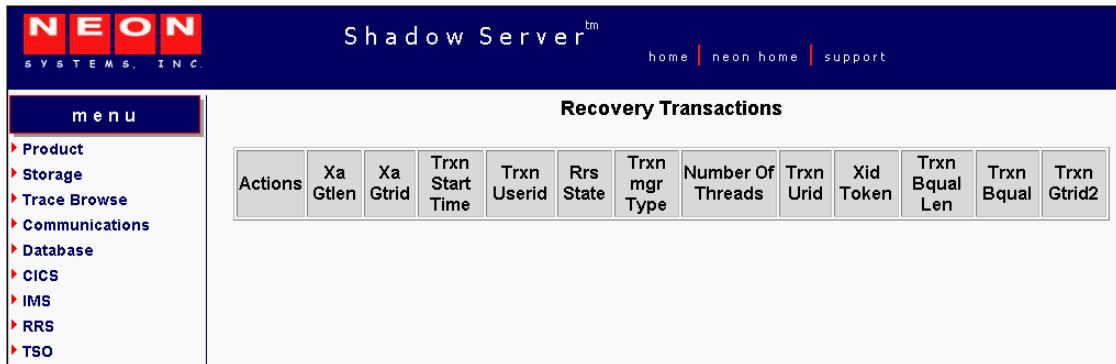 NEON
SYSTEMS, INC.
Shadow Server tm
home | neon home | support
menu
Product
Storage
Trace Browse
Communications
Database
CICS
IMS
RRS
TSO
Recovery Transactions
Actions
Xa Gtlen
Xa Gtrid
Trxn Start Time
Trxn Userid
Rrs State
Trxn mgr Type
Number Of Threads
Trxn Urid
Xid Token
Trxn Bqual Len
Trxn Bqual
Trxn Gtrid2